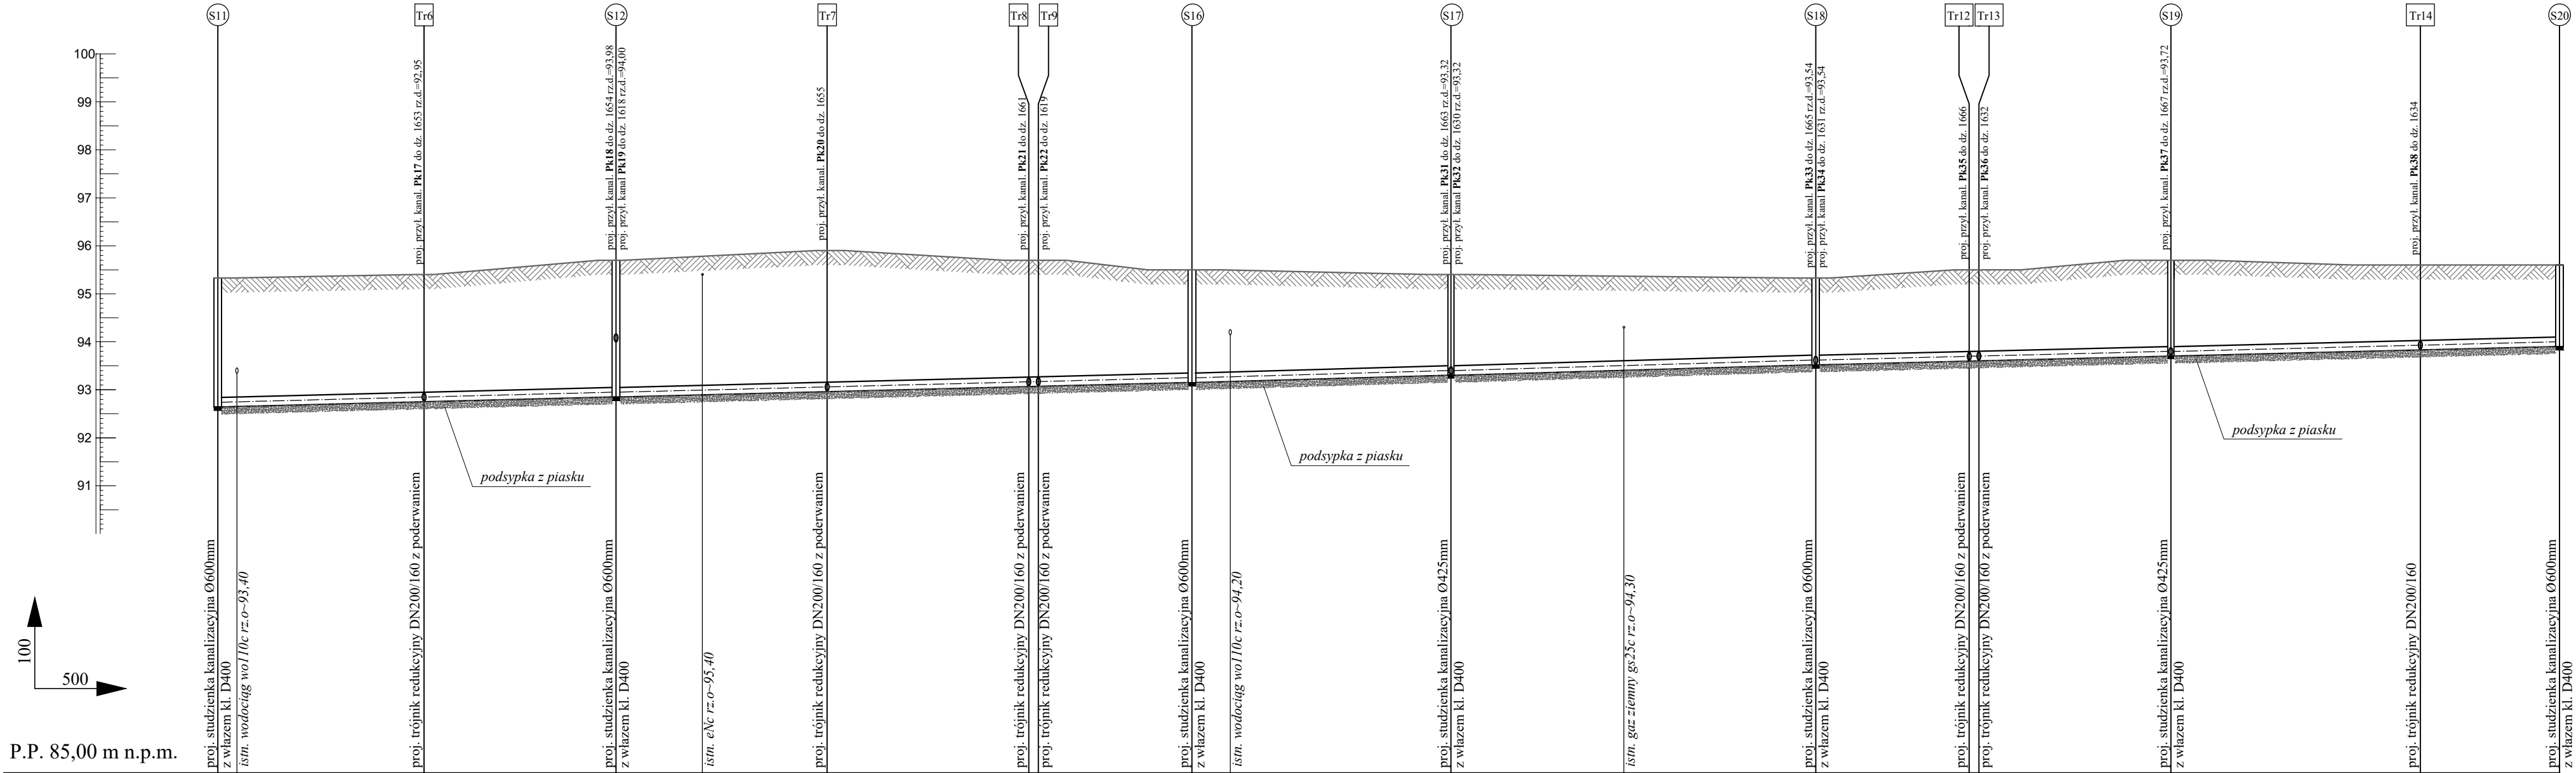 S11
Tr6
S12
Tr7
Tr8
Tr9
S16
S17
S18
Tr12
Tr13
S19
Tr14
S20
100
99
98
97
96
95
94
93
92
91
proj. przył. kanal. Pk17 do dz. 1653 rz.d.=92,95
proj. przył. kanal. Pk18 do dz. 1654 rz.d.=93,98
proj. przył. kanal Pk19 do dz. 1618 rz.d.=94,00
proj. przył. kanal. Pk20 do dz. 1655
proj. przył. kanal. Pk21 do dz. 1661
proj. przył. kanal. Pk22 do dz. 1619
proj. przył. kanal. Pk31 do dz. 1663 rz.d.=93,32
proj. przył. kanal. Pk32 do dz. 1630 rz.d.=93,32
proj. przył. kanal. Pk33 do dz. 1665 rz.d.=93,54
proj. przył. kanal Pk34 do dz. 1631 rz.d.=93,54
proj. przył. kanal. Pk35 do dz. 1666
proj. przył. kanal. Pk36 do dz. 1632
proj. przył. kanal. Pk37 do dz. 1667 rz.d.=93,72
proj. przył. kanal. Pk38 do dz. 1634
podsypka z piasku
podsypka z piasku
podsypka z piasku
proj. studzienka kanalizacyjna Ø600mm
z włazem kl. D400
istn. wodociąg wo110c rz.o~93,40
proj. trójnik redukcyjny DN200/160 z poderwaniem
proj. studzienka kanalizacyjna Ø600mm
z włazem kl. D400
istn. eNc rz.o~95,40
proj. trójnik redukcyjny DN200/160 z poderwaniem
proj. trójnik redukcyjny DN200/160 z poderwaniem
proj. trójnik redukcyjny DN200/160 z poderwaniem
proj. studzienka kanalizacyjna Ø600mm
z włazem kl. D400
istn. wodociąg wo110c rz.o~94,20
proj. studzienka kanalizacyjna Ø425mm
z włazem kl. D400
istn. gaz ziemny gs25c rz.o~94,30
proj. studzienka kanalizacyjna Ø600mm
z włazem kl. D400
proj. trójnik redukcyjny DN200/160 z poderwaniem
proj. trójnik redukcyjny DN200/160 z poderwaniem
proj. studzienka kanalizacyjna Ø425mm
z włazem kl. D400
proj. trójnik redukcyjny DN200/160
proj. studzienka kanalizacyjna Ø600mm
z włazem kl. D400
100
500
P.P. 85,00 m n.p.m.